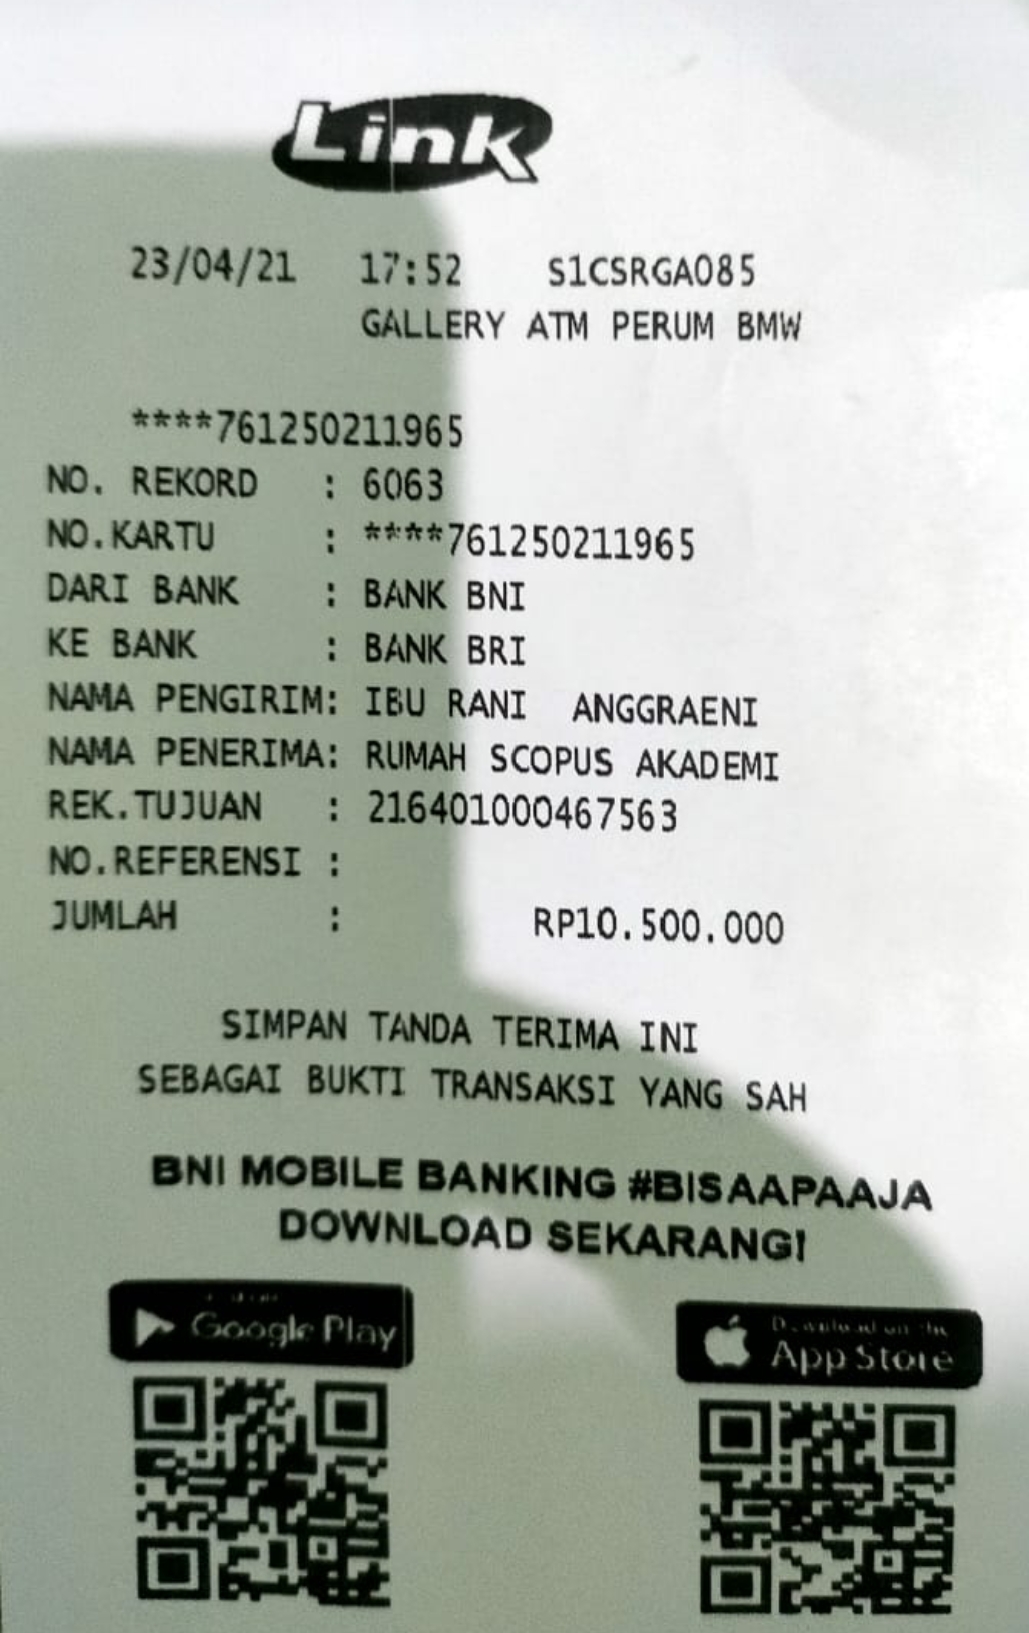 Link
23/04/21 17:52 S1CSRGA085
GALLERY ATM PERUM BMW
****761250211965
NO. REKORD : 6063
NO.KARTU : ****761250211965
DARI BANK : BANK BNI
KE BANK : BANK BRI
NAMA PENGIRIM: IBU RANI ANGGRAENI
NAMA PENERIMA: RUMAH SCOPUS AKADEMI
REK.TUJUAN : 216401000467563
NO.REFERENSI :
JUMLAH : RP10.500.000
SIMPAN TANDA TERIMA INI
SEBAGAI BUKTI TRANSAKSI YANG SAH
BNI MOBILE BANKING #BISAAPAAJA
DOWNLOAD SEKARANG!
Google Play
Download on the
App Store